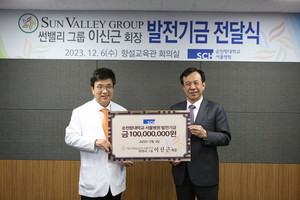 SUN VALLEY GROUP
썬밸리 그룹 이신근 회장 발전기금 전달식
2023. 12. 6(수) 향설교육관 회의실
SCH 순천향대학교 서울병원
SCH
순천향대학교 서울병원 발전기금
금100,000,000원
이신근